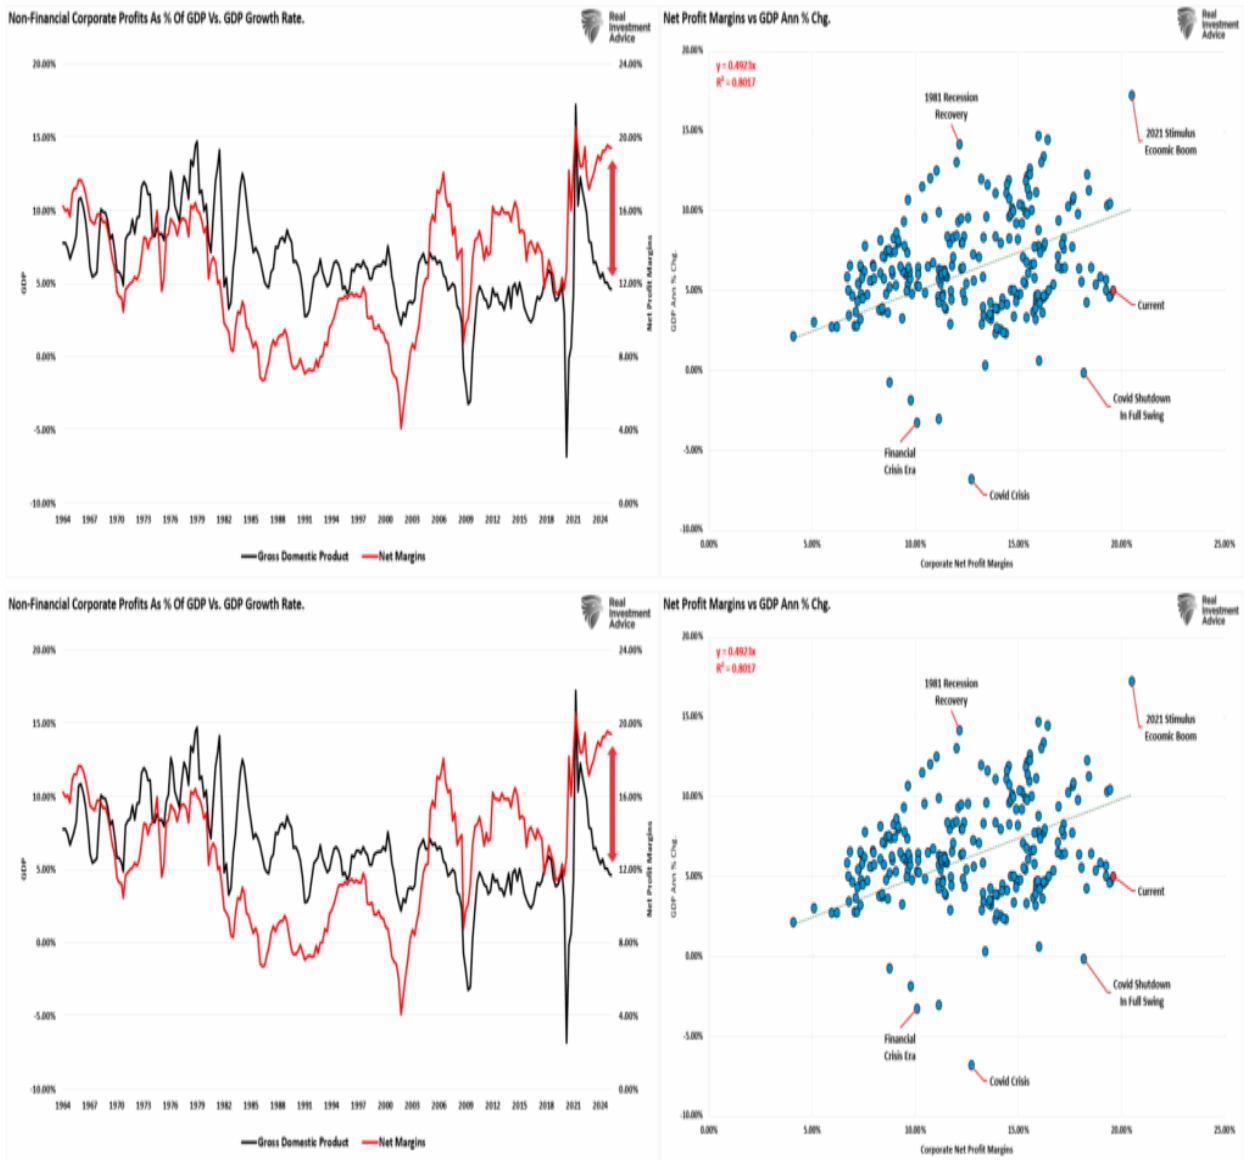 Non-Financial Corporate Profits As % Of GDP Vs. GDP Growth Rate.
Real
Investment
Advice
20.00%
15.00%
10.00%
5.00%
0.00%
-5.00%
-10.00%
GDP
24.00%
20.00%
16.00%
12.00%
8.00%
4.00%
0.00%
Net Profit Margins
1964 1967 1970 1973 1976 1979 1982 1985 1988 1991 1994 1997 2000 2003 2006 2009 2012 2015 2018 2021 2024
Gross Domestic Product Net Margins
Net Profit Margins vs GDP Ann % Chg.
Real
Investment
Advice
20.00%
15.00%
10.00%
5.00%
0.00%
-5.00%
-10.00%
GDP Ann % Chg.
y = 0.4923x
R² = 0.8017
1981 Recession
Recovery
2021 Stimulus
Ecoomic Boom
Current
Covid Shutdown
In Full Swing
Financial
Crisis Era
Covid Crisis
0.00% 5.00% 10.00% 15.00% 20.00% 25.00%
Corporate Net Profit Margins
Non-Financial Corporate Profits As % Of GDP Vs. GDP Growth Rate.
Real
Investment
Advice
20.00%
15.00%
10.00%
5.00%
0.00%
-5.00%
-10.00%
GDP
24.00%
20.00%
16.00%
12.00%
8.00%
4.00%
0.00%
Net Profit Margins
1964 1967 1970 1973 1976 1979 1982 1985 1988 1991 1994 1997 2000 2003 2006 2009 2012 2015 2018 2021 2024
Gross Domestic Product Net Margins
Net Profit Margins vs GDP Ann % Chg.
Real
Investment
Advice
20.00%
15.00%
10.00%
5.00%
0.00%
-5.00%
-10.00%
GDP Ann % Chg.
y = 0.4923x
R² = 0.8017
1981 Recession
Recovery
2021 Stimulus
Ecoomic Boom
Current
Covid Shutdown
In Full Swing
Financial
Crisis Era
Covid Crisis
0.00% 5.00% 10.00% 15.00% 20.00% 25.00%
Corporate Net Profit Margins